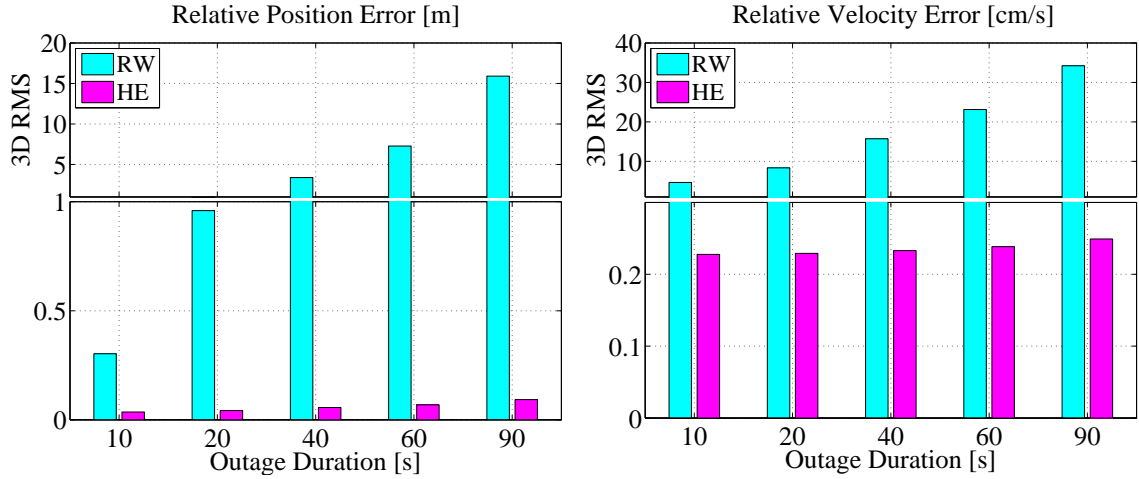 Relative Position Error [m]
20
15
10
5
1
3D RMS
RW
HE
1
0.5
0
10 20 40 60 90
Outage Duration [s]
Relative Velocity Error [cm/s]
40
30
20
10
3D RMS
RW
HE
0.2
0.1
0
10 20 40 60 90
Outage Duration [s]